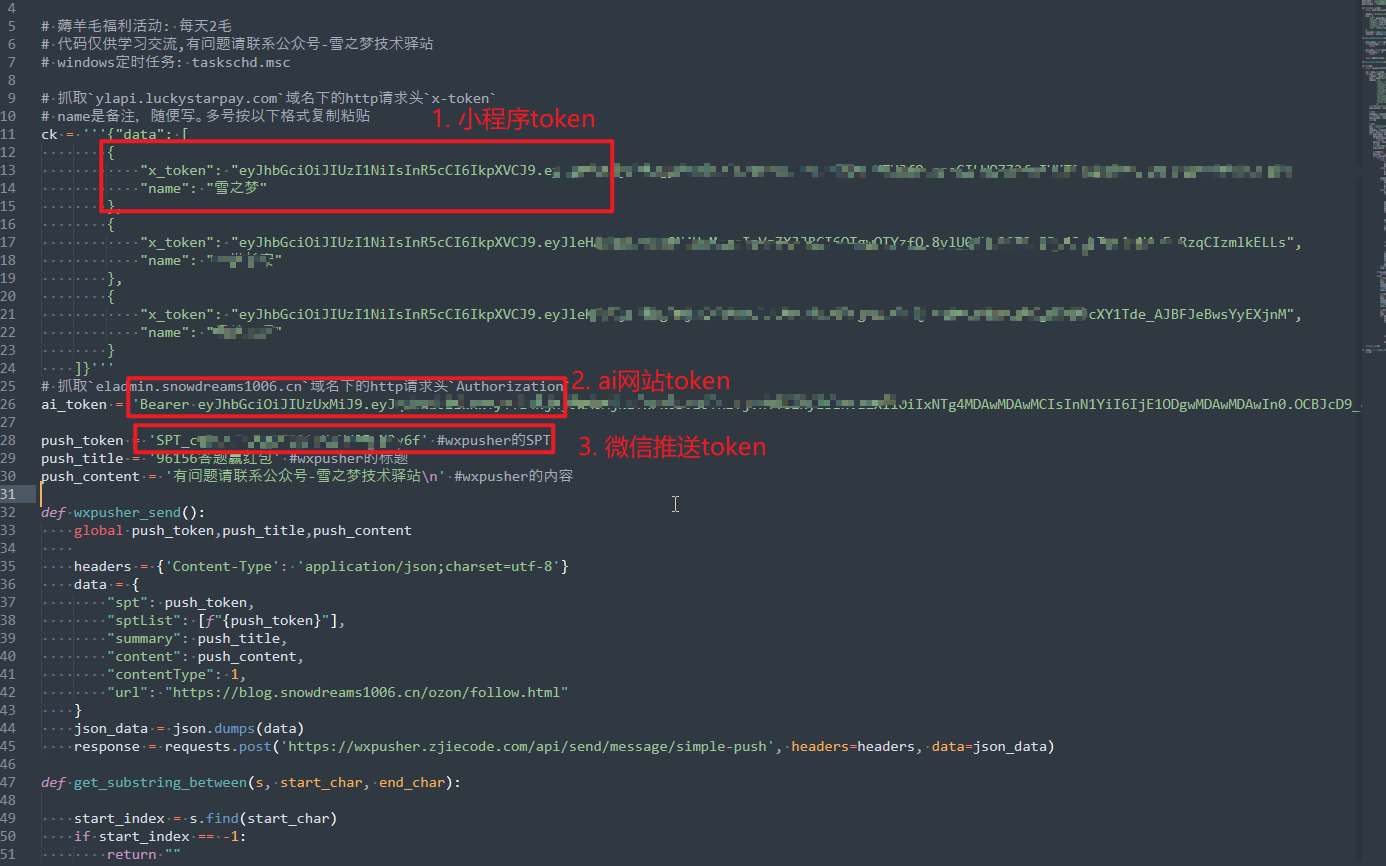 4
5 # 薅羊毛福利活动: 每天2毛
6 # 代码仅供学习交流,有问题请联系公众号-雪之梦技术驿站
7 # windows定时任务: taskschd.msc
8
9 # 抓取`ylapi.luckystarpay.com`域名下的http请求头`x-token`
10 # name是备注, 随便写。多号按以下格式复制粘贴
1. 小程序token
11 ck = '''{"data": [
12 {
13 "x_token": "eyJhbGciOiJIUzI1NiIsInR5cCI6IkpXVCJ9.ey
14 "name": "雪之梦"
15 },
16 {
17 "x_token": "eyJhbGciOiJIUzI1NiIsInR5cCI6IkpXVCJ9.eyJleH RzqCIzmlkELLs",
18 "name": " "
19 },
20 {
21 "x_token": "eyJhbGciOiJIUzI1NiIsInR5cCI6IkpXVCJ9.eyJleH cXY1Tde_AJBFJeBwsYyEXjnM",
22 "name": " "
23 }
24 ]}'''
25 # 抓取`eladmin.snowdreams1006.cn`域名下的http请求头`Authorization`
2. ai网站token
26 ai_token = 'Bearer eyJhbGciOiJIUzUxMiJ9.eyJ OiIxNTg4MDAwMDAwMCIsInN1YiI6IjE1ODgwMDAwMDAwIn0.OCBJcD9_
27
28 push_token = 'SPT_c y6f' #wxpusher的SPT
3. 微信推送token
29 push_title = '96156答题赢红包' #wxpusher的标题
30 push_content = '有问题请联系公众号-雪之梦技术驿站\n' #wxpusher的内容
31
32 def wxpusher_send():
33 global push_token,push_title,push_content
34
35 headers = {'Content-Type': 'application/json;charset=utf-8'}
36 data = {
37 "spt": push_token,
38 "sptList": [f"{push_token}"],
39 "summary": push_title,
40 "content": push_content,
41 "contentType": 1,
42 "url": "https://blog.snowdreams1006.cn/ozon/follow.html"
43 }
44 json_data = json.dumps(data)
45 response = requests.post('https://wxpusher.zjiecode.com/api/send/message/simple-push', headers=headers, data=json_data)
46
47 def get_substring_between(s, start_char, end_char):
48
49 start_index = s.find(start_char)
50 if start_index == -1:
51 return ""